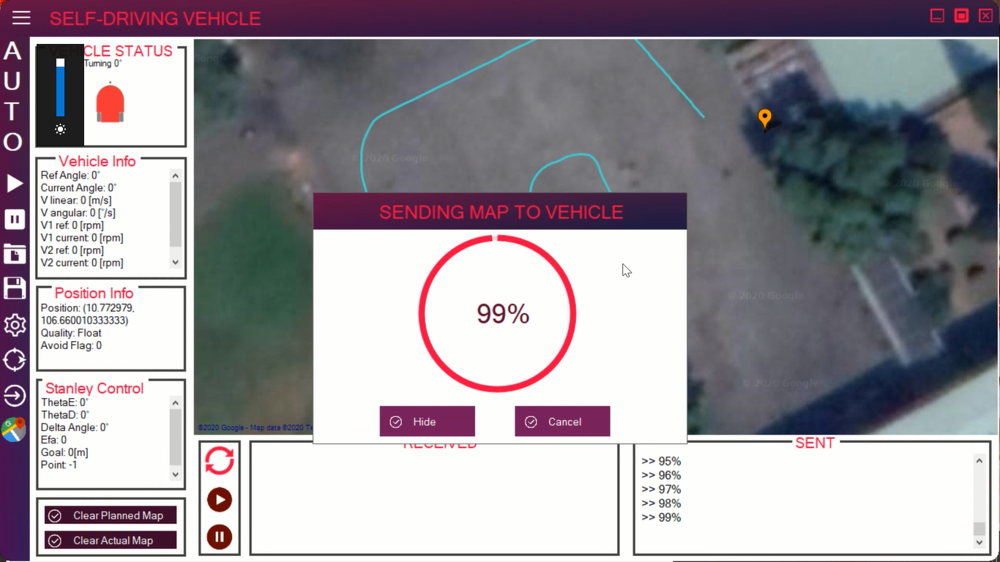 SELF-DRIVING VEHICLE
A
U
T
O
VEHICLE STATUS
Turning 0°
Vehicle Info
Ref Angle: 0°
Current Angle: 0°
V linear: 0 [m/s]
V angular: 0 [°/s]
V1 ref: 0 [rpm]
V1 current: 0 [rpm]
V2 ref: 0 [rpm]
V2 current: 0 [rpm]
Position Info
Position: (10.772979,
106.660010333333)
Quality: Float
Avoid Flag: 0
Stanley Control
ThetaE: 0°
ThetaD: 0°
Delta Angle: 0°
Efa: 0
Goal: 0[m]
Point: -1
Clear Planned Map
Clear Actual Map
Google
© 2020 Google
© 2020 Google
© 2020 Google
© 2020 Google
©2020 Google - Map data ©2020 Te
SENDING MAP TO VEHICLE
99%
Hide
Cancel
RECEIVED
SENT
>> 95%
>> 96%
>> 97%
>> 98%
>> 99%